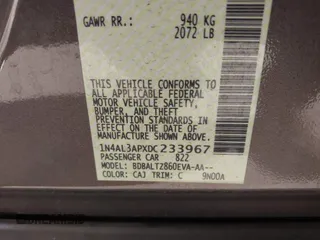 GAWR RR.: 940 KG
2072 LB
THIS VEHICLE CONFORMS TO
ALL APPLICABLE FEDERAL
MOTOR VEHICLE SAFETY,
BUMPER, AND THEFT
PREVENTION STANDARDS IN
EFFECT ON THE DATE OF
MANUFACTURE SHOWN ABOVE.
1N4AL3APXDC233967
PASSENGER CAR 822
MODEL: BDBALTZ860EVA-AA--
COLOR: CAJ TRIM: C 9N00A